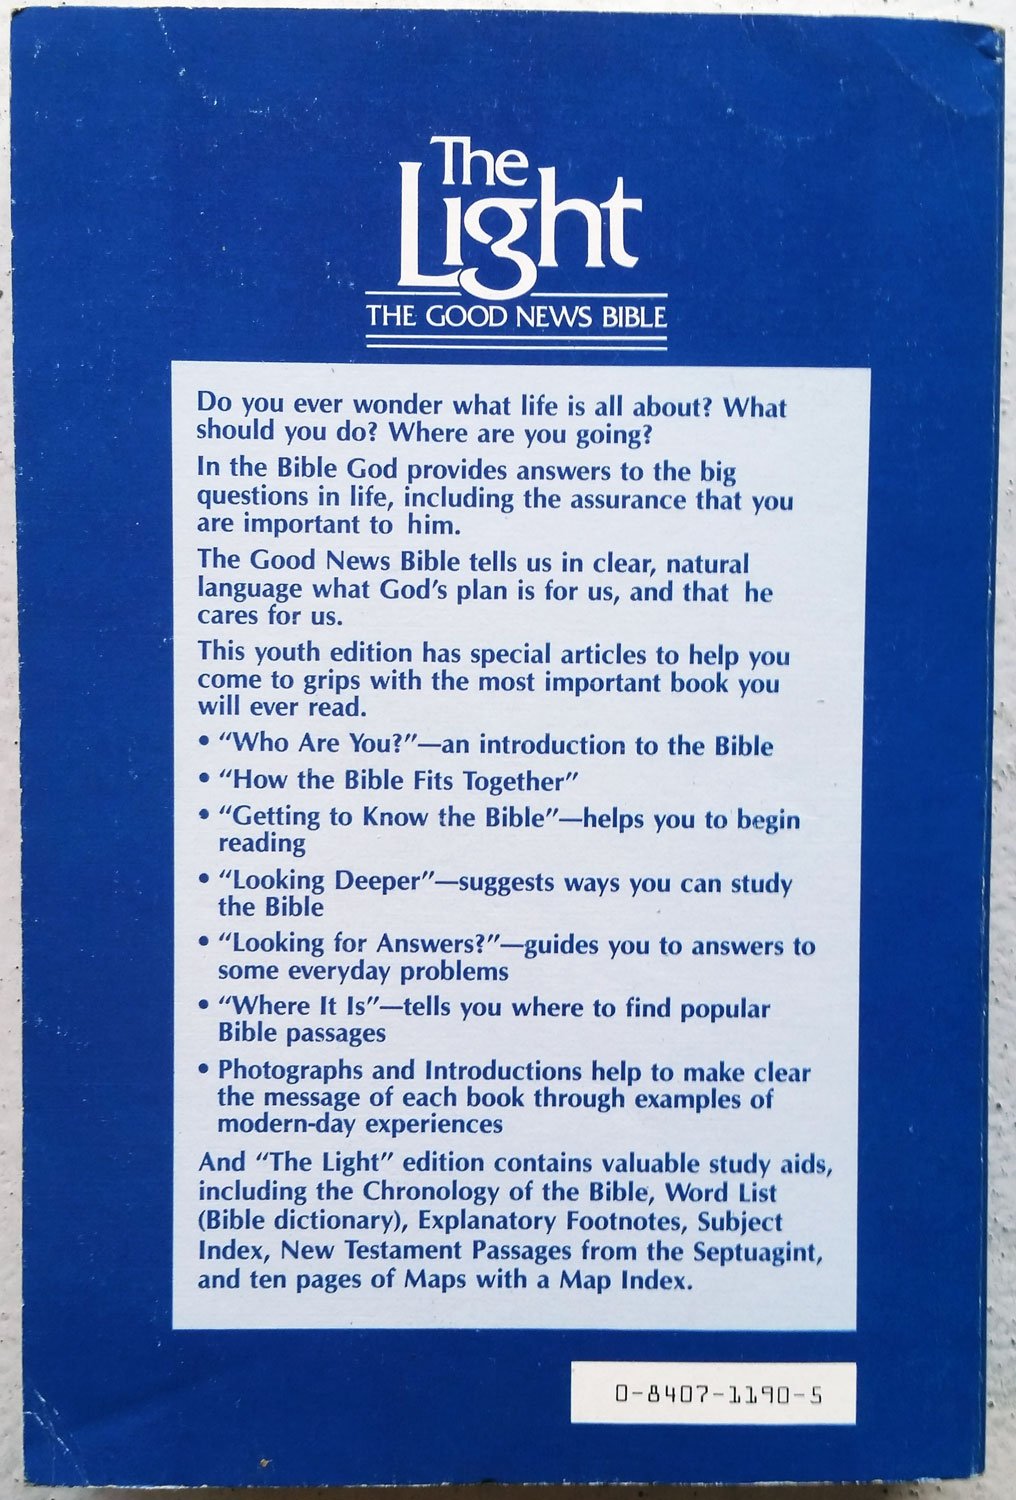 The
Light
THE GOOD NEWS BIBLE
Do you ever wonder what life is all about? What
should you do? Where are you going?
In the Bible God provides answers to the big
questions in life, including the assurance that you
are important to him.
The Good News Bible tells us in clear, natural
language what God's plan is for us, and that he
cares for us.
This youth edition has special articles to help you
come to grips with the most important book you
will ever read.
• “Who Are You?”—an introduction to the Bible
• “How the Bible Fits Together”
• “Getting to Know the Bible”—helps you to begin
reading
• “Looking Deeper”—suggests ways you can study
the Bible
• “Looking for Answers?”—guides you to answers to
some everyday problems
• “Where It Is”—tells you where to find popular
Bible passages
• Photographs and Introductions help to make clear
the message of each book through examples of
modern-day experiences
And “The Light” edition contains valuable study aids,
including the Chronology of the Bible, Word List
(Bible dictionary), Explanatory Footnotes, Subject
Index, New Testament Passages from the Septuagint,
and ten pages of Maps with a Map Index.
0-8407-1190-5